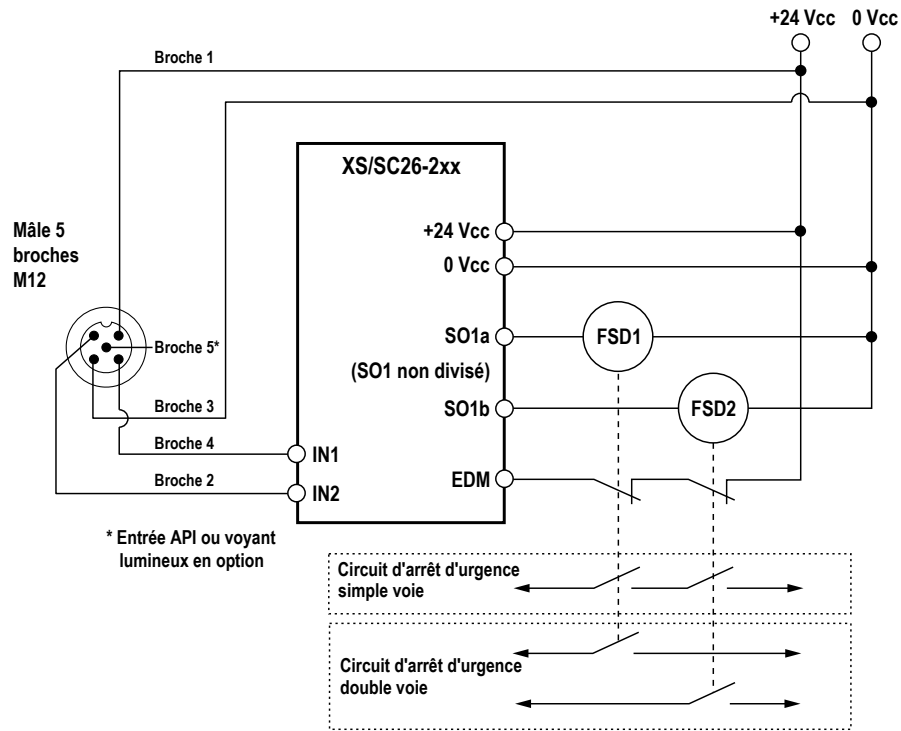 +24 Vcc 0 Vcc
Broche 1
XS/SC26-2xx
Mâle 5
broches
M12
+24 Vcc
0 Vcc
Broche 5*
SO1a
FSD1
(SO1 non divisé)
Broche 3
SO1b
FSD2
Broche 4
IN1
Broche 2
IN2
EDM
* Entrée API ou voyant
lumineux en option
Circuit d'arrêt d'urgence
simple voie
Circuit d'arrêt d'urgence
double voie